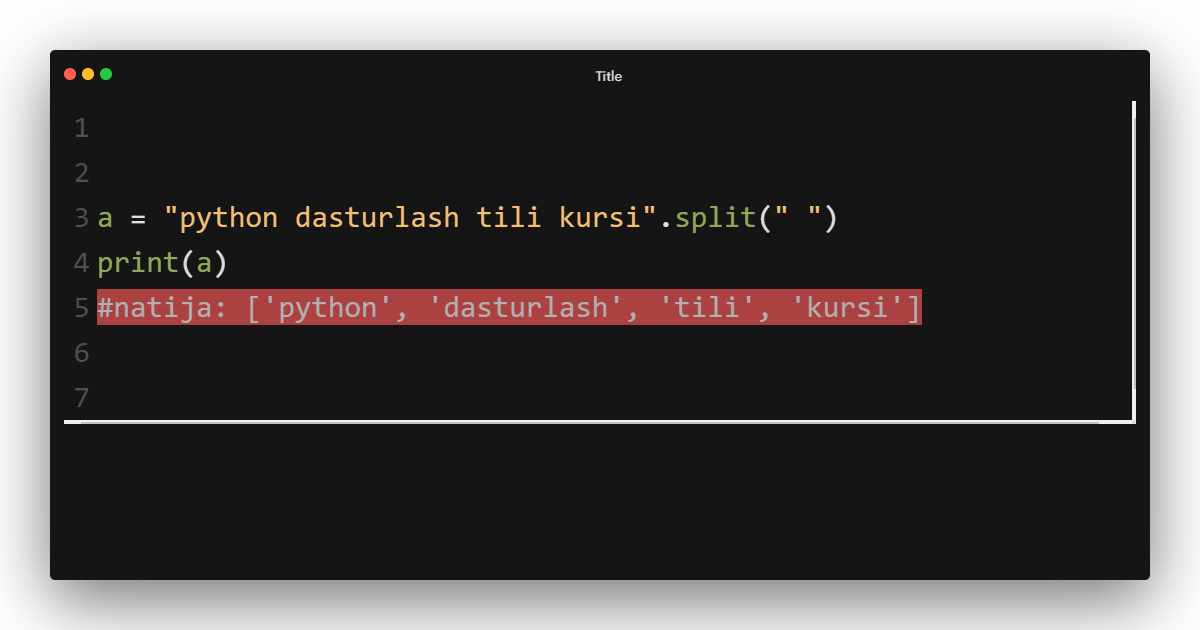 Title
1
2
3 a = "python dasturlash tili kursi".split(" ")
4 print(a)
5 #natija: ['python', 'dasturlash', 'tili', 'kursi']
6
7